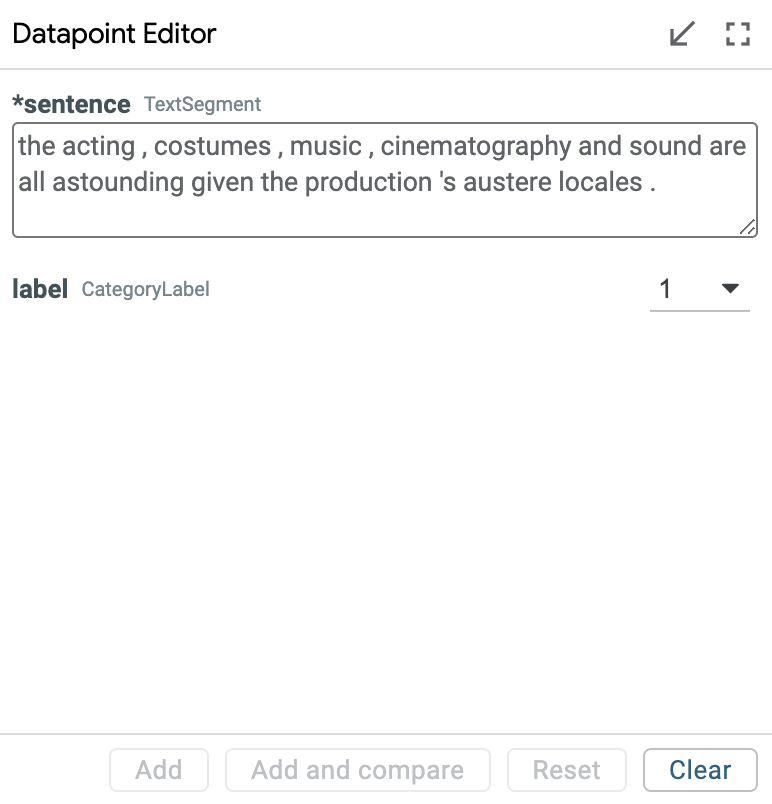 Datapoint Editor
*sentence TextSegment
the acting , costumes , music , cinematography and sound are
all astounding given the production 's austere locales .
label CategoryLabel
1
Add Add and compare Reset Clear